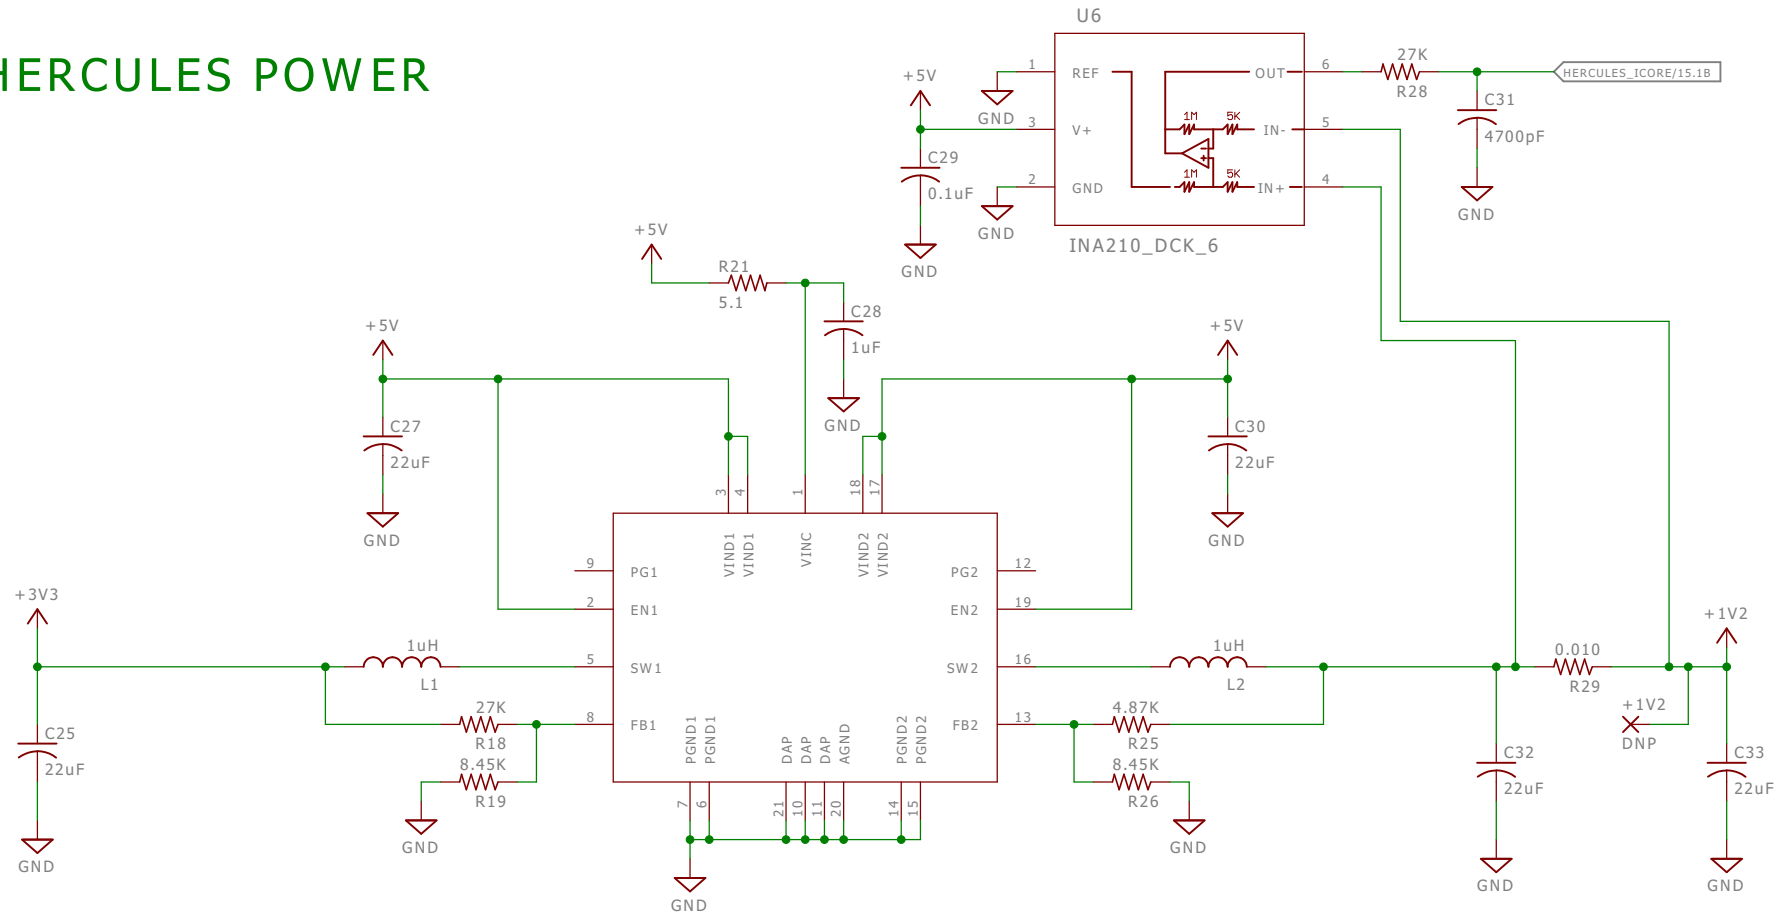 HERCULES POWER
U6
1
REF
OUT
6
27K
R28
HERCULES_ICORE/15.1B
+5V
GND
C31
4700pF
3
V+
1M
5K
IN-
5
C29
0.1uF
2
GND
1M
5K
IN+
4
GND
GND
GND
INA210_DCK_6
+5V
R21
5.1
C28
1uF
GND
+5V
C27
22uF
GND
+5V
C30
22uF
GND
3
4
1
18
17
VIND1
VIND1
VINC
VIND2
VIND2
9
PG1
PG2
12
2
EN1
EN2
19
+3V3
1uH
L1
5
SW1
SW2
16
1uH
L2
0.010
R29
+1V2
27K
R18
8
FB1
FB2
13
4.87K
R25
+1V2
DNP
C25
22uF
GND
8.45K
R19
GND
PGND1
PGND1
DAP
DAP
DAP
AGND
PGND2
PGND2
8.45K
R26
GND
C32
22uF
GND
C33
22uF
GND
7
6
21
10
11
20
14
15
GND